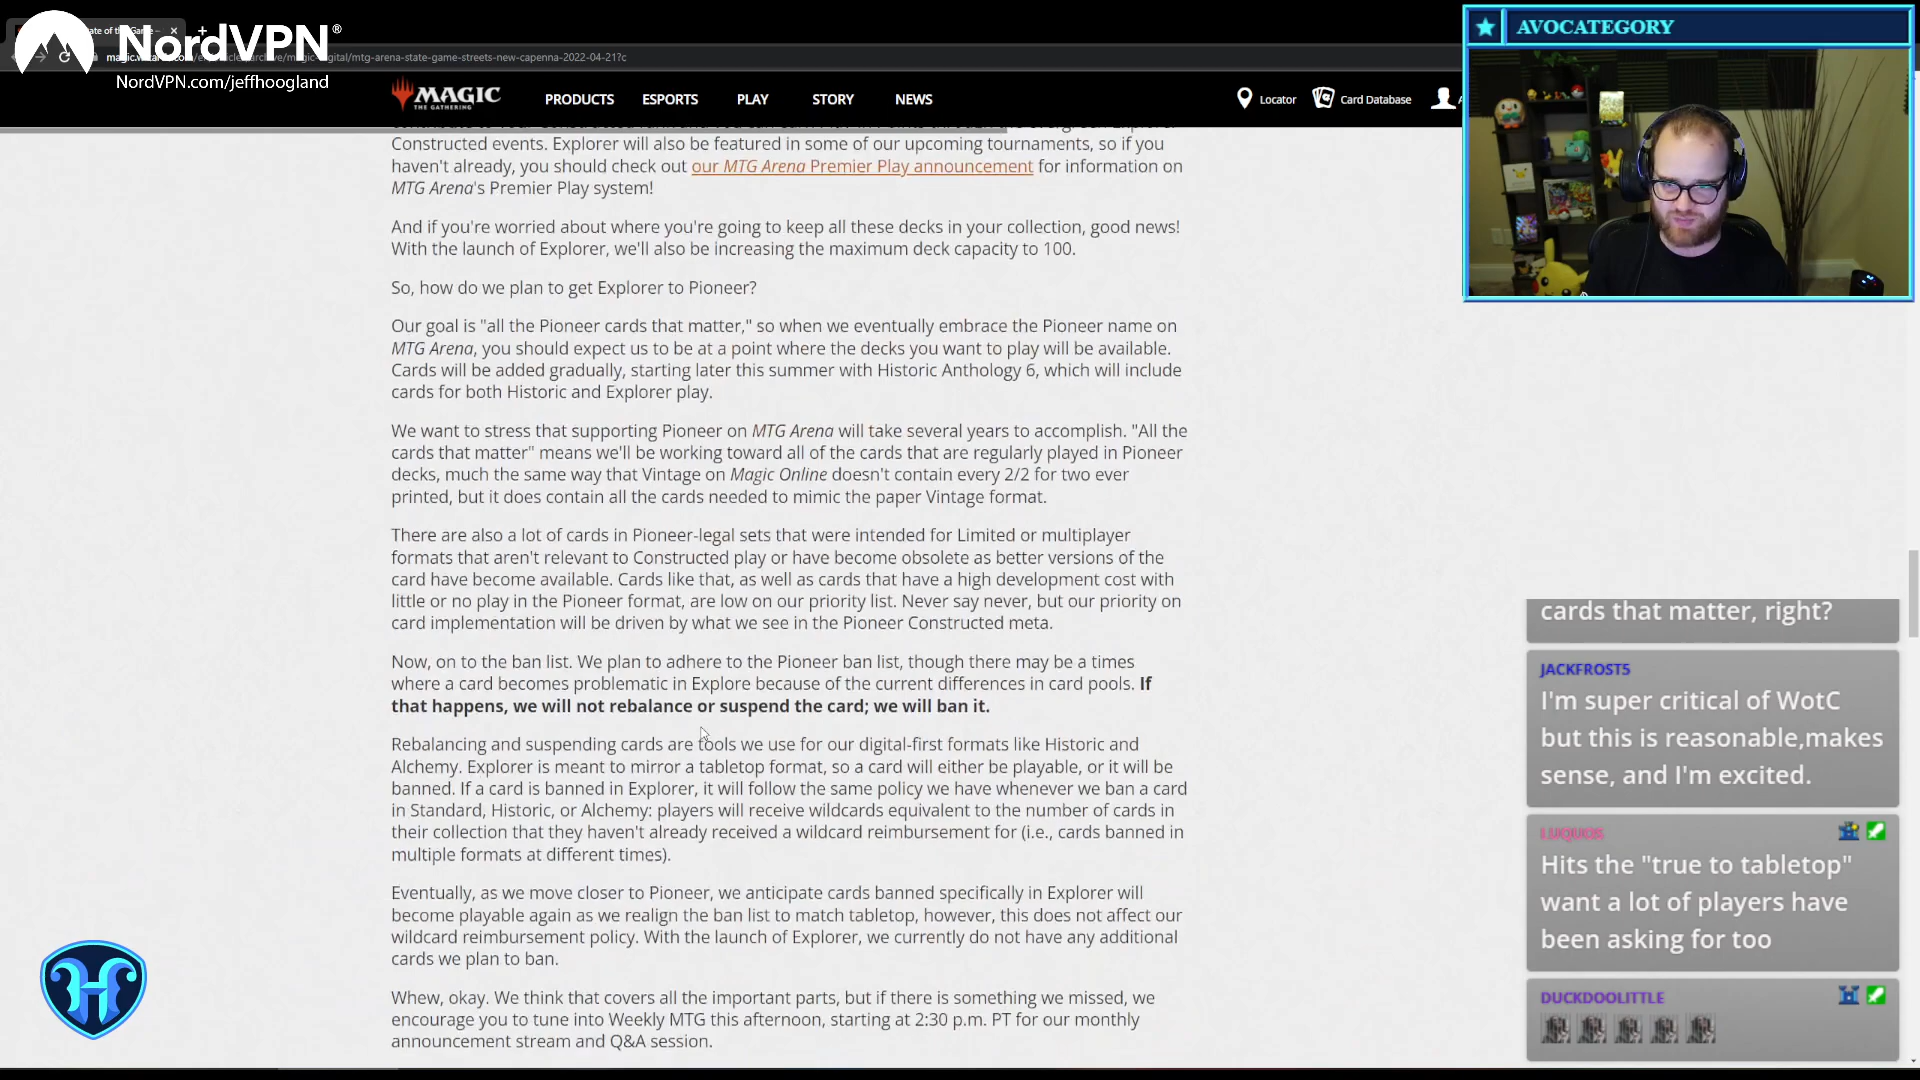 NordVPN®
NordVPN.com/jeffhoogland
MAGIC
THE GATHERING
PRODUCTS
ESPORTS
PLAY
STORY
NEWS
Locator
Card Database
Constructed events. Explorer will also be featured in some of our upcoming tournaments, so if you
haven't already, you should check out our MTG Arena Premier Play announcement for information on
MTG Arena's Premier Play system!
And if you're worried about where you're going to keep all these decks in your collection, good news!
With the launch of Explorer, we'll also be increasing the maximum deck capacity to 100.
So, how do we plan to get Explorer to Pioneer?
Our goal is "all the Pioneer cards that matter," so when we eventually embrace the Pioneer name on
MTG Arena, you should expect us to be at a point where the decks you want to play will be available.
Cards will be added gradually, starting later this summer with Historic Anthology 6, which will include
cards for both Historic and Explorer play.
We want to stress that supporting Pioneer on MTG Arena will take several years to accomplish. "All the
cards that matter" means we'll be working toward all of the cards that are regularly played in Pioneer
decks, much the same way that Vintage on Magic Online doesn't contain every 2/2 for two ever
printed, but it does contain all the cards needed to mimic the paper Vintage format.
There are also a lot of cards in Pioneer-legal sets that were intended for Limited or multiplayer
formats that aren't relevant to Constructed play or have become obsolete as better versions of the
card have become available. Cards like that, as well as cards that have a high development cost with
little or no play in the Pioneer format, are low on our priority list. Never say never, but our priority on
card implementation will be driven by what we see in the Pioneer Constructed meta.
Now, on to the ban list. We plan to adhere to the Pioneer ban list, though there may be a times
where a card becomes problematic in Explore because of the current differences in card pools. If
that happens, we will not rebalance or suspend the card; we will ban it.
Rebalancing and suspending cards are tools we use for our digital-first formats like Historic and
Alchemy. Explorer is meant to mirror a tabletop format, so a card will either be playable, or it will be
banned. If a card is banned in Explorer, it will follow the same policy we have whenever we ban a card
in Standard, Historic, or Alchemy: players will receive wildcards equivalent to the number of cards in
their collection that they haven't already received a wildcard reimbursement for (i.e., cards banned in
multiple formats at different times).
Eventually, as we move closer to Pioneer, we anticipate cards banned specifically in Explorer will
become playable again as we realign the ban list to match tabletop, however, this does not affect our
wildcard reimbursement policy. With the launch of Explorer, we currently do not have any additional
cards we plan to ban.
Whew, okay. We think that covers all the important parts, but if there is something we missed, we
encourage you to tune into Weekly MTG this afternoon, starting at 2:30 p.m. PT for our monthly
announcement stream and Q&A session.
AVOCATEGORY
cards that matter, right?
JACKFROST5
I'm super critical of WotC
but this is reasonable,makes
sense, and I'm excited.
Hits the "true to tabletop"
want a lot of players have
been asking for too
DUCKDOOLITTLE